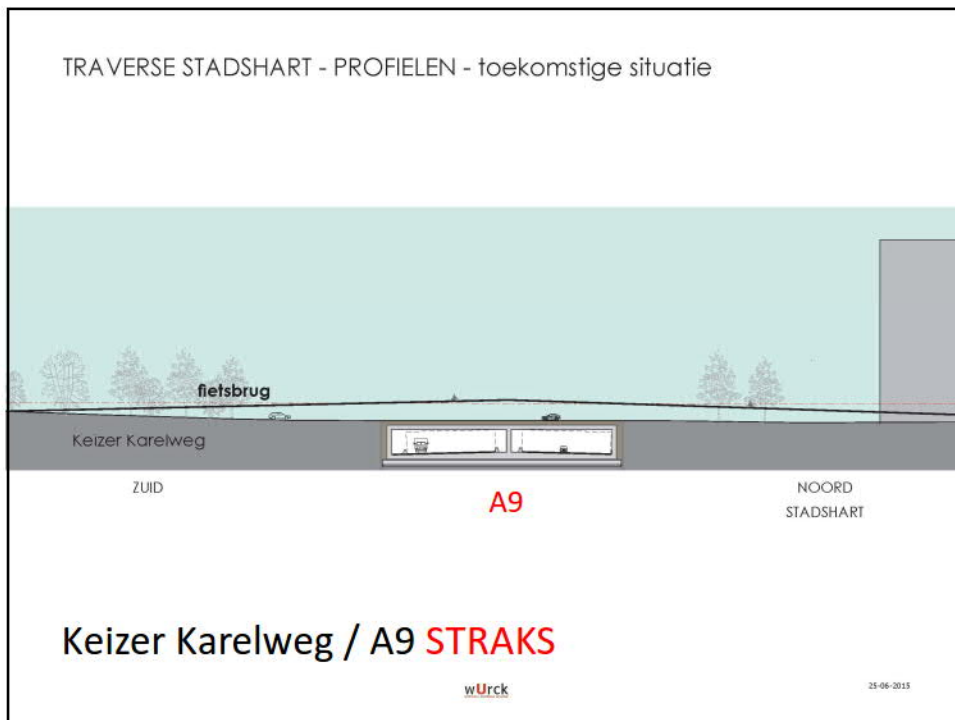 TRAVERSE STADSHART - PROFIELEN - toekomstige situatie
fietsbrug
Keizer Karelweg
ZUID
A9
NOORD
STADSHART
Keizer Karelweg / A9 STRAKS
wUrck
25-06-2015